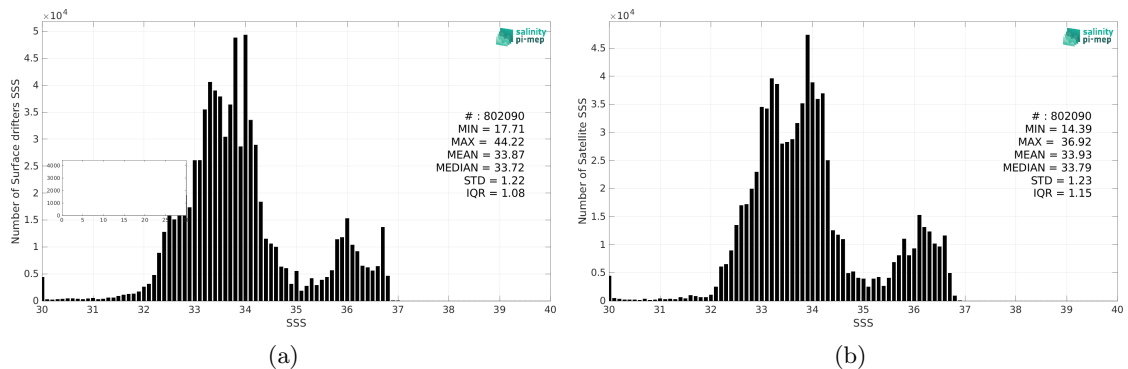 ×10⁴
5
4.5
4
3.5
3
2.5
2
1.5
1
0.5
0
Number of Surface drifters SSS
4000
3000
2000
1000
0
0 5 10 15 20 25
salinity
pi-mep
# : 802090
MIN = 17.71
MAX = 44.22
MEAN = 33.87
MEDIAN = 33.72
STD = 1.22
IQR = 1.08
30 31 32 33 34 35 36 37 38 39 40
SSS
(a)
×10⁴
4.5
4
3.5
3
2.5
2
1.5
1
0.5
0
Number of Satellite SSS
salinity
pi-mep
# : 802090
MIN = 14.39
MAX = 36.92
MEAN = 33.93
MEDIAN = 33.79
STD = 1.23
IQR = 1.15
30 31 32 33 34 35 36 37 38 39 40
SSS
(b)